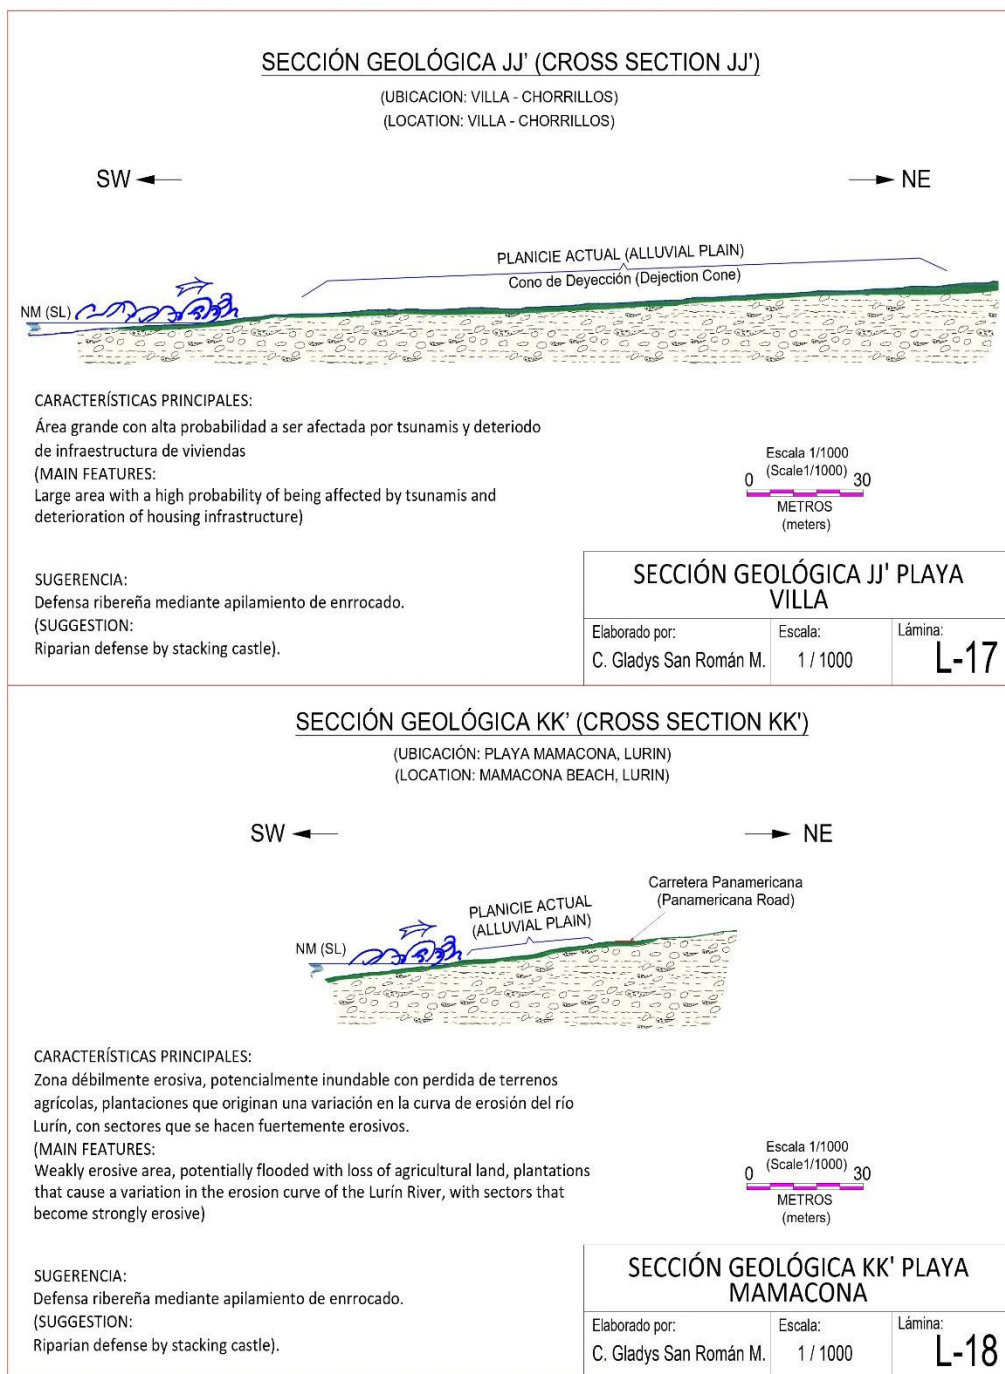 SECCIÓN GEOLÓGICA JJ' (CROSS SECTION JJ')
(UBICACION: VILLA - CHORRILLOS)
(LOCATION: VILLA - CHORRILLOS)
SW
NE
PLANICIE ACTUAL (ALLUVIAL PLAIN)
Cono de Deyección (Dejection Cone)
NM (SL)
CARACTERÍSTICAS PRINCIPALES:
Área grande con alta probabilidad a ser afectada por tsunamis y deteriodo
de infraestructura de viviendas
(MAIN FEATURES:
Large area with a high probability of being affected by tsunamis and
deterioration of housing infrastructure)
Escala 1/1000
(Scale1/1000)
0 30
METROS
(meters)
SUGERENCIA:
Defensa ribereña mediante apilamiento de enrrocado.
(SUGGESTION:
Riparian defense by stacking castle).
SECCIÓN GEOLÓGICA JJ' PLAYA
VILLA
Elaborado por:
C. Gladys San Román M.
Escala:
1 / 1000
Lámina:
L-17
SECCIÓN GEOLÓGICA KK' (CROSS SECTION KK')
(UBICACIÓN: PLAYA MAMACONA, LURIN)
(LOCATION: MAMACONA BEACH, LURIN)
SW
NE
Carretera Panamericana
(Panamericana Road)
PLANICIE ACTUAL
(ALLUVIAL PLAIN)
NM (SL)
CARACTERÍSTICAS PRINCIPALES:
Zona débilmente erosiva, potencialmente inundable con perdida de terrenos
agrícolas, plantaciones que originan una variación en la curva de erosión del río
Lurín, con sectores que se hacen fuertemente erosivos.
(MAIN FEATURES:
Weakly erosive area, potentially flooded with loss of agricultural land, plantations
that cause a variation in the erosion curve of the Lurín River, with sectors that
become strongly erosive)
Escala 1/1000
(Scale1/1000)
0 30
METROS
(meters)
SUGERENCIA:
Defensa ribereña mediante apilamiento de enrrocado.
(SUGGESTION:
Riparian defense by stacking castle).
SECCIÓN GEOLÓGICA KK' PLAYA
MAMACONA
Elaborado por:
C. Gladys San Román M.
Escala:
1 / 1000
Lámina:
L-18